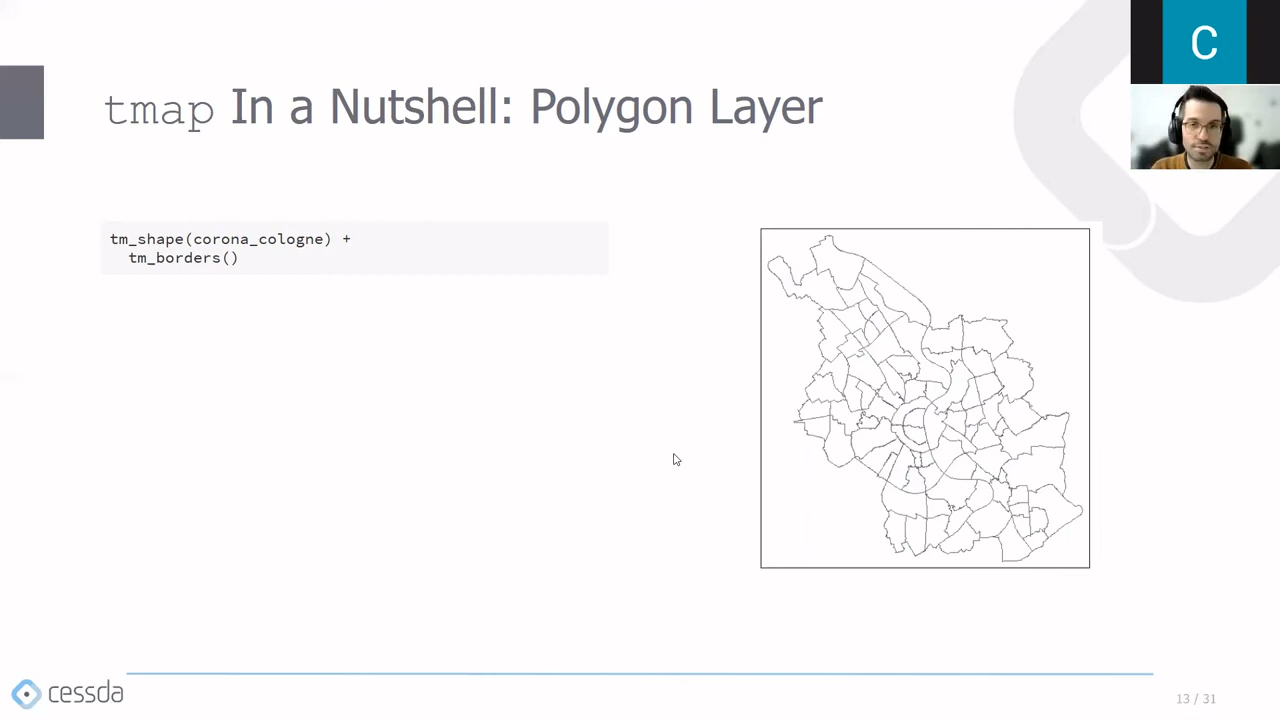 C
tmap In a Nutshell: Polygon Layer
tm_shape(corona_cologne) +
tm_borders()
cessda
13 / 31